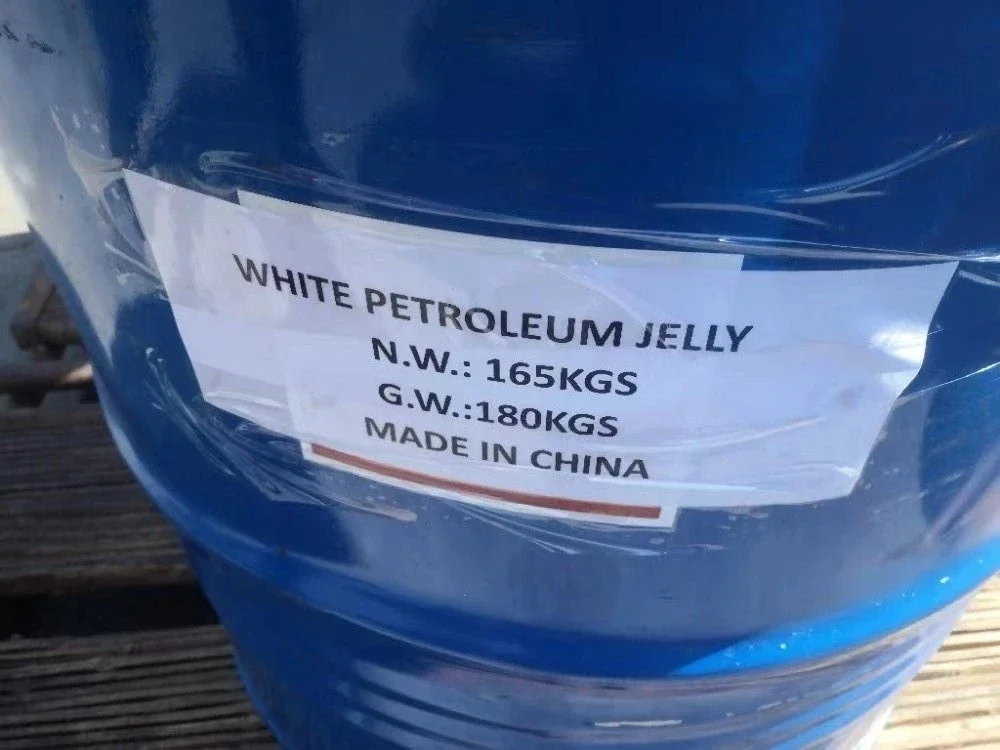 WHITE PETROLEUM JELLY
N.W.: 165KGS
G.W.:180KGS
MADE IN CHINA